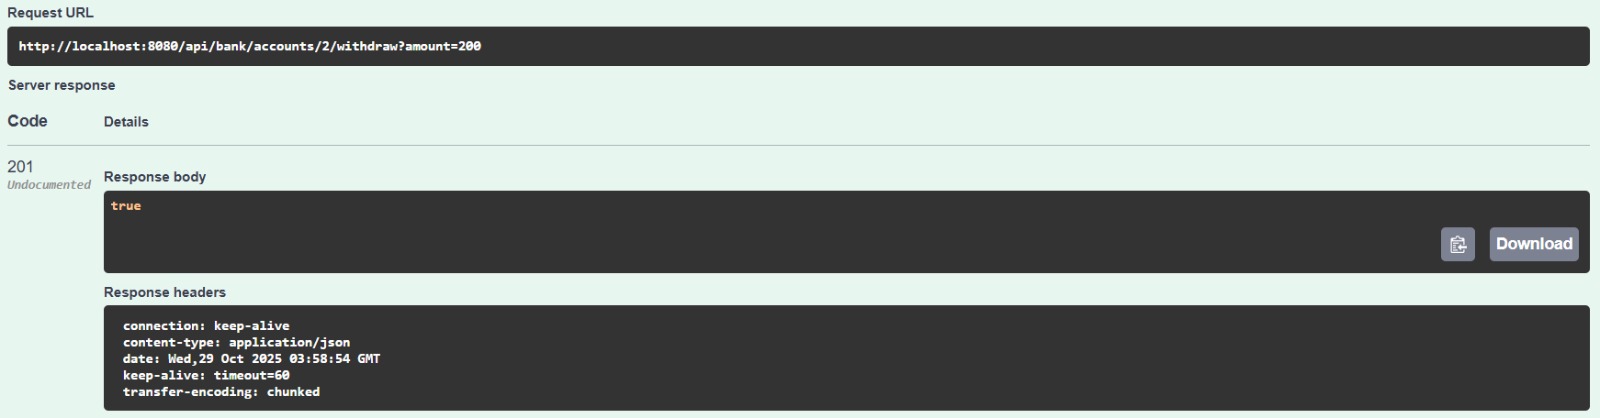 Request URL
http://localhost:8080/api/bank/accounts/2/withdraw?amount=200
Server response
Code Details
201
Undocumented
Response body
true
Download
Response headers
connection: keep-alive
content-type: application/json
date: Wed,29 Oct 2025 03:58:54 GMT
keep-alive: timeout=60
transfer-encoding: chunked